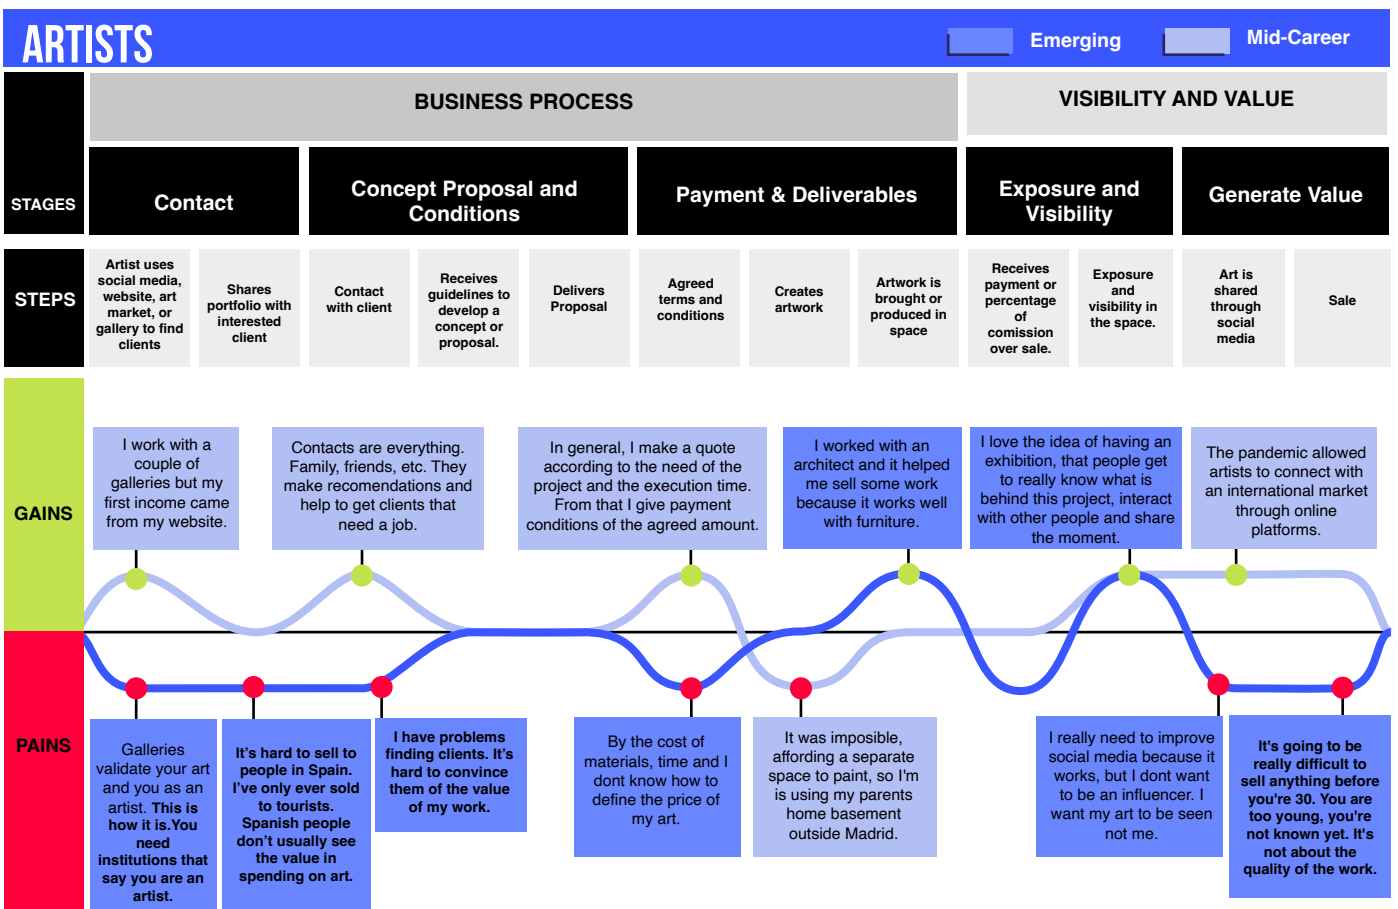 ARTISTS
Emerging
Mid-Career
BUSINESS PROCESS
VISIBILITY AND VALUE
STAGES
Contact
Concept Proposal and
Conditions
Payment & Deliverables
Exposure and
Visibility
Generate Value
STEPS
Artist uses
social media,
website, art
market, or
gallery to find
clients
Shares
portfolio with
interested
client
Contact
with client
Receives
guidelines to
develop a
concept or
proposal.
Delivers
Proposal
Agreed
terms and
conditions
Creates
artwork
Artwork is
brought or
produced in
space
Receives
payment or
percentage
of
comission
over sale.
Exposure
and
visibility in
the space.
Art is
shared
through
social
media
Sale
GAINS
I work with a
couple of
galleries but my
first income came
from my website.
Contacts are everything.
Family, friends, etc. They
make recomendations and
help to get clients that
need a job.
In general, I make a quote
according to the need of the
project and the execution time.
From that I give payment
conditions of the agreed amount.
I worked with an
architect and it helped
me sell some work
because it works well
with furniture.
I love the idea of having an
exhibition, that people get
to really know what is
behind this project, interact
with other people and share
the moment.
The pandemic allowed
artists to connect with
an international market
through online
platforms.
PAINS
Galleries
validate your art
and you as an
artist. This is
how it is.You
need
institutions that
say you are an
artist.
It's hard to sell to
people in Spain.
I've only ever sold
to tourists.
Spanish people
don't usually see
the value in
spending on art.
I have problems
finding clients. It's
hard to convince
them of the value
of my work.
By the cost of
materials, time and I
dont know how to
define the price of
my art.
It was imposible,
affording a separate
space to paint, so I'm
is using my parents
home basement
outside Madrid.
I really need to improve
social media because it
works, but I dont want
to be an influencer. I
want my art to be seen
not me.
It's going to be
really difficult to
sell anything before
you're 30. You are
too young, you're
not known yet. It's
not about the
quality of the work.